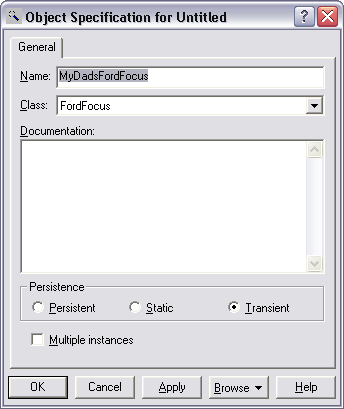 Object Specification for Untitled
General
Name: MyDadsFordFocus
Class: FordFocus
Documentation:
Persistence
Persistent Static Transient
Multiple instances
OK Cancel Apply Browse Help